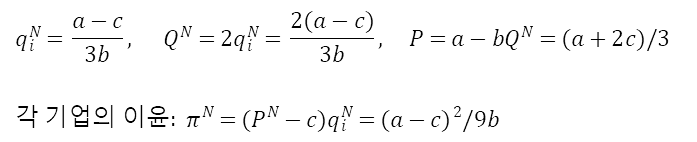 q_i^N = (a − c)/3b, Q^N = 2q_i^N = 2(a − c)/3b, P = a − bQ^N = (a + 2c)/3
각 기업의 이윤: π^N = (P^N − c)q_i^N = (a − c)^2/9b